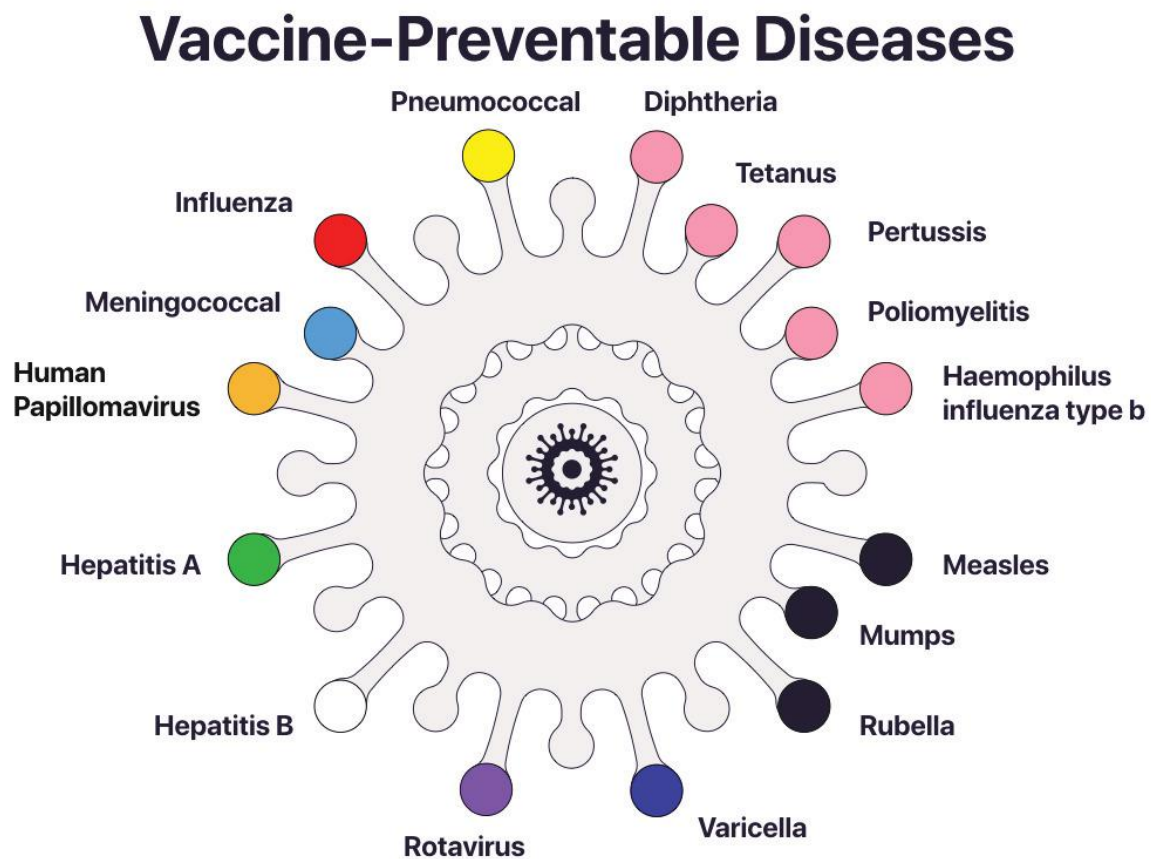 Vaccine-Preventable Diseases
Pneumococcal
Diphtheria
Tetanus
Influenza
Pertussis
Meningococcal
Poliomyelitis
Human
Papillomavirus
Haemophilus
influenza type b
Hepatitis A
Measles
Mumps
Hepatitis B
Rubella
Varicella
Rotavirus